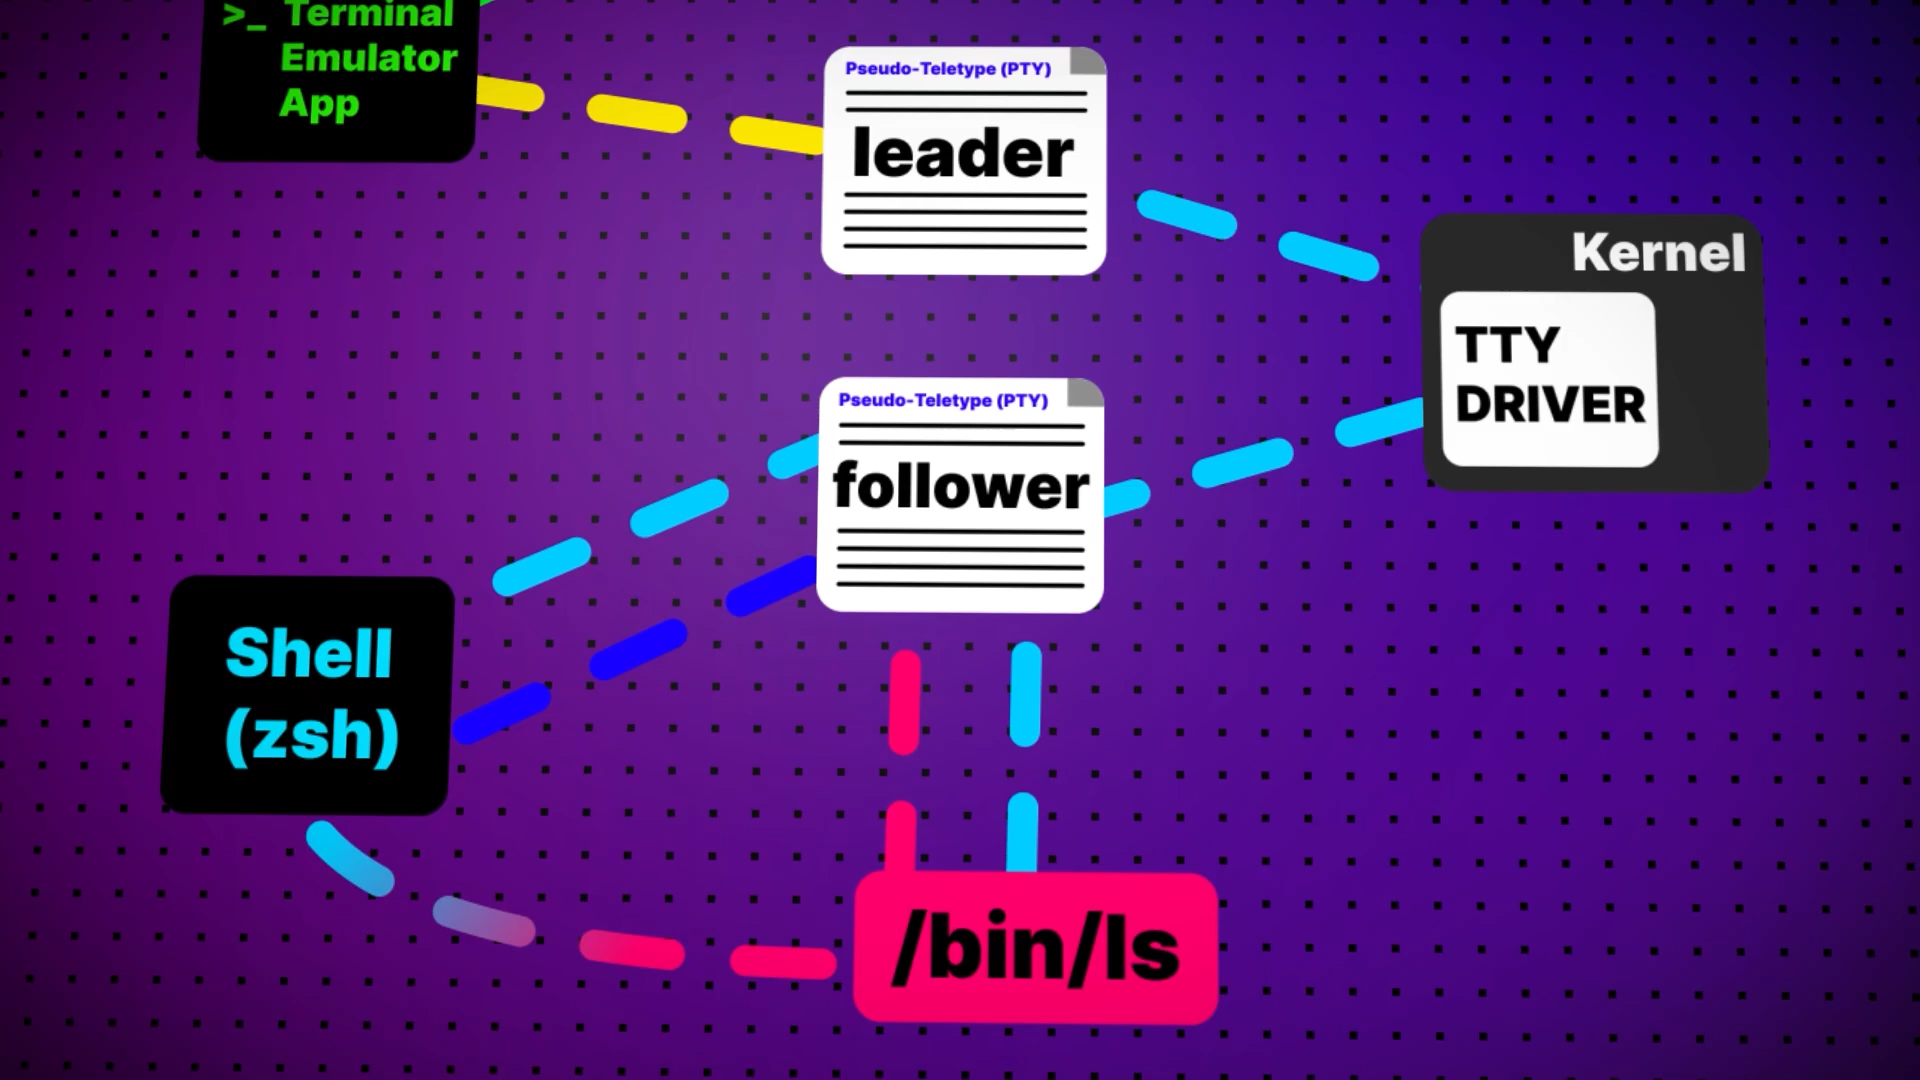 >_ Terminal
Emulator
App
Pseudo-Teletype (PTY)
leader
Kernel
TTY
DRIVER
Pseudo-Teletype (PTY)
follower
Shell
(zsh)
/bin/ls